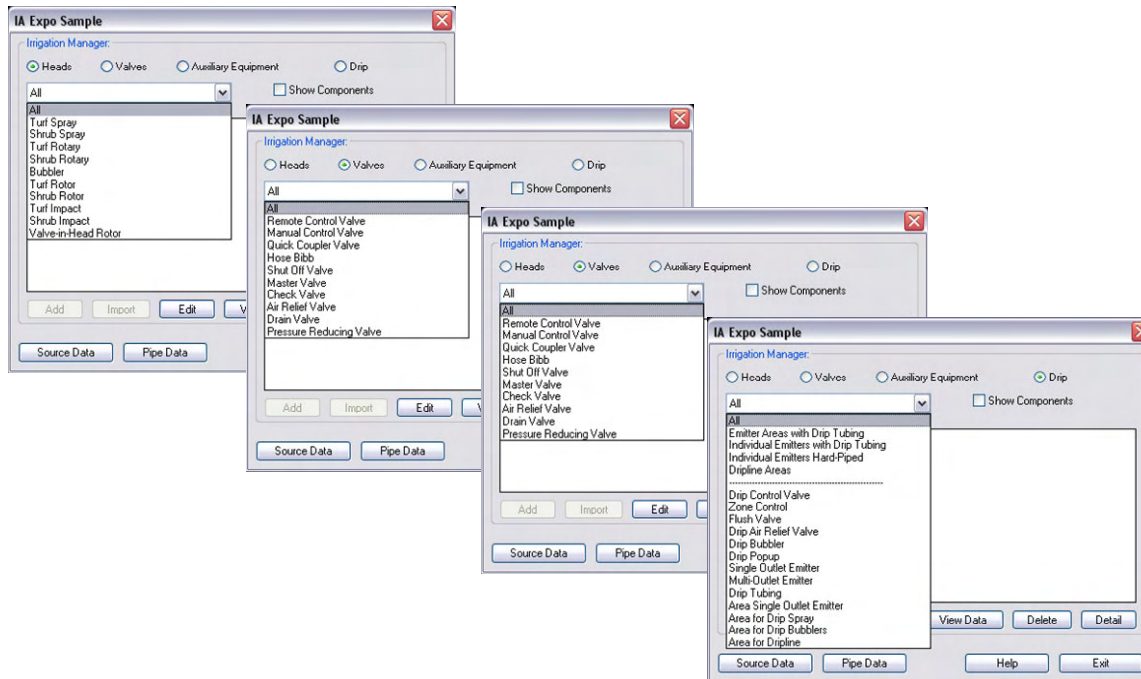 IA Expo Sample
Irrigation Manager:
Heads Valves Auxiliary Equipment Drip
All
Show Components
All
Turf Spray
Shrub Spray
Turf Rotary
Shrub Rotary
Bubbler
Turf Rotor
Shrub Rotor
Turf Impact
Shrub Impact
Valve-in-Head Rotor
Add Import Edit V
Source Data Pipe Data
IA Expo Sample
Irrigation Manager:
Heads Valves Auxiliary Equipment Drip
All
Show Components
All
Remote Control Valve
Manual Control Valve
Quick Coupler Valve
Hose Bibb
Shut Off Valve
Master Valve
Check Valve
Air Relief Valve
Drain Valve
Pressure Reducing Valve
Add Import Edit
Source Data Pipe Data
IA Expo Sample
Irrigation Manager:
Heads Valves Auxiliary Equipment Drip
All
Show Components
All
Remote Control Valve
Manual Control Valve
Quick Coupler Valve
Hose Bibb
Shut Off Valve
Master Valve
Check Valve
Air Relief Valve
Drain Valve
Pressure Reducing Valve
Add Import Edit
Source Data Pipe Data
IA Expo Sample
Irrigation Manager:
Heads Valves Auxiliary Equipment Drip
All
Show Components
All
Emitter Areas with Drip Tubing
Individual Emitters with Drip Tubing
Individual Emitters Hard-Piped
Dripline Areas
----------------------------------------------------
Drip Control Valve
Zone Control
Flush Valve
Drip Air Relief Valve
Drip Bubbler
Drip Popup
Single Outlet Emitter
Multi-Outlet Emitter
Drip Tubing
Area Single Outlet Emitter
Area for Drip Spray
Area for Drip Bubblers
Area for Dripline
View Data Delete Detail
Source Data Pipe Data Help Exit